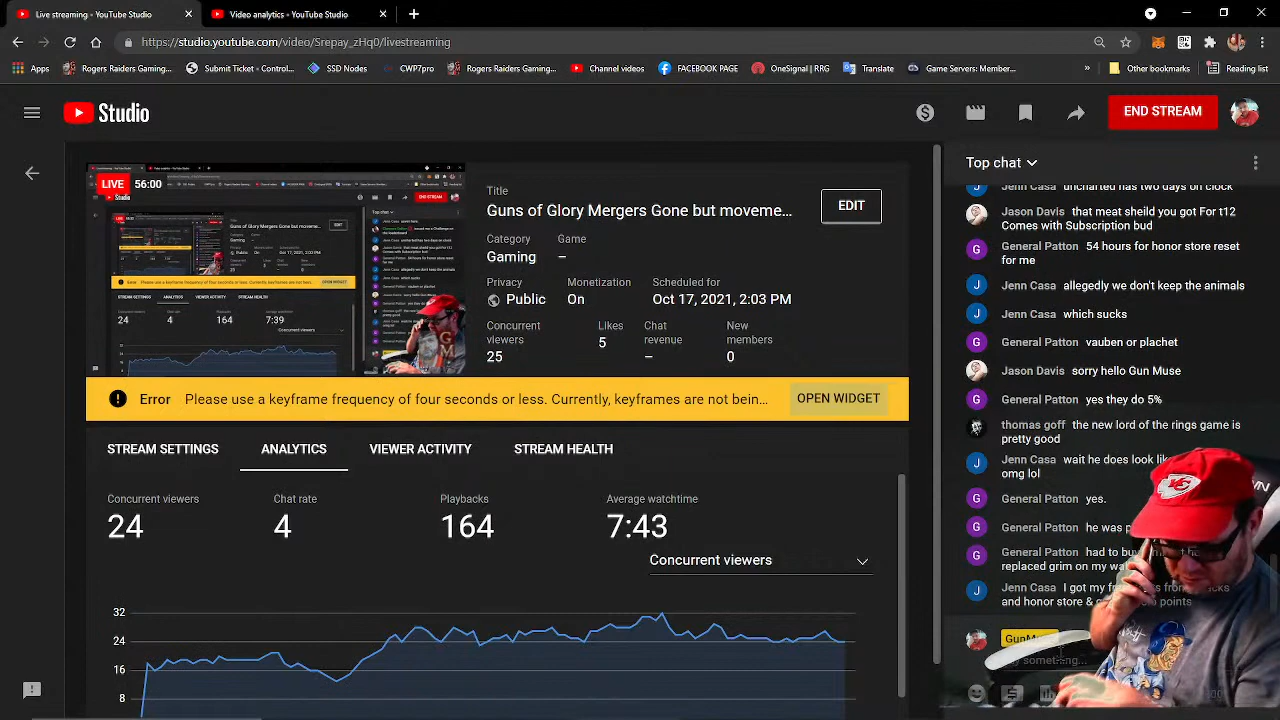 Live streaming - YouTube Studio
Video analytics - YouTube Studio
https://studio.youtube.com/video/Srepay_zHq0/livestreaming
Apps
Rogers Raiders Gaming...
Submit Ticket - Control...
SSD Nodes
CWP7pro
Rogers Raiders Gaming...
Channel videos
FACEBOOK PAGE
OneSignal | RRG
Translate
Game Servers: Member...
»
Other bookmarks
Reading list
Studio
END STREAM
LIVE 56:00
Title
Guns of Glory Mergers Gone but moveme...
EDIT
Category
Gaming
Game
–
Privacy
Public
Monetization
On
Scheduled for
Oct 17, 2021, 2:03 PM
Concurrent
viewers
25
Likes
5
Chat
revenue
–
New
members
0
Error Please use a keyframe frequency of four seconds or less. Currently, keyframes are not bein...
OPEN WIDGET
STREAM SETTINGS
ANALYTICS
VIEWER ACTIVITY
STREAM HEALTH
Concurrent viewers
24
Chat rate
4
Playbacks
164
Average watchtime
7:43
Concurrent viewers
32
24
16
8
Top chat
Jenn Casa
Jason Davis that meat sheild you got For t12
Comes with Subscription bud
General Patton 54 hours for honor store reset
for me
Jenn Casa allegedly we don't keep the animals
Jenn Casa which sucks
General Patton vauben or plachet
Jason Davis sorry hello Gun Muse
General Patton yes they do 5%
thomas goff the new lord of the rings game is
pretty good
Jenn Casa wait he does look
omg lol
General Patton yes.
General Patton he was
General Patton had to
replaced grim on my
Jenn Casa I got my
and honor store &
points